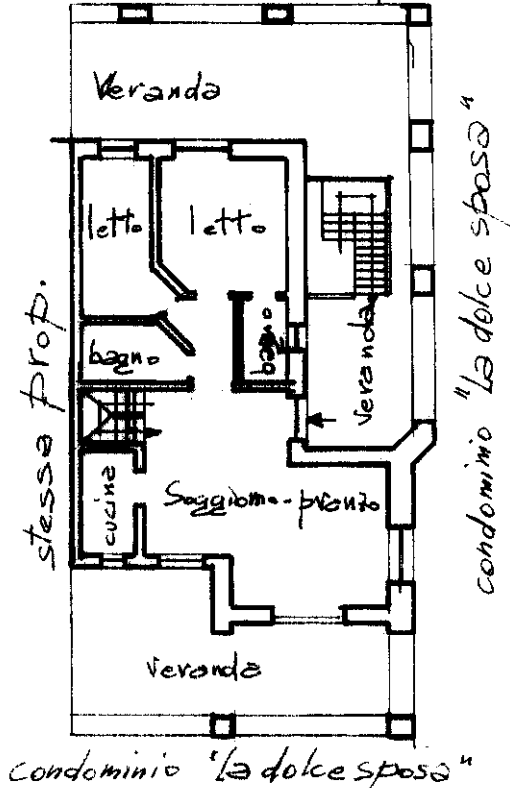 Veranda
letto
letto
bagno
bagno
Veranda
stessa prop.
cucina
Soggiorno-pranzo
Veranda
condominio "La dolce sposa"
condominio "La dolce sposa"